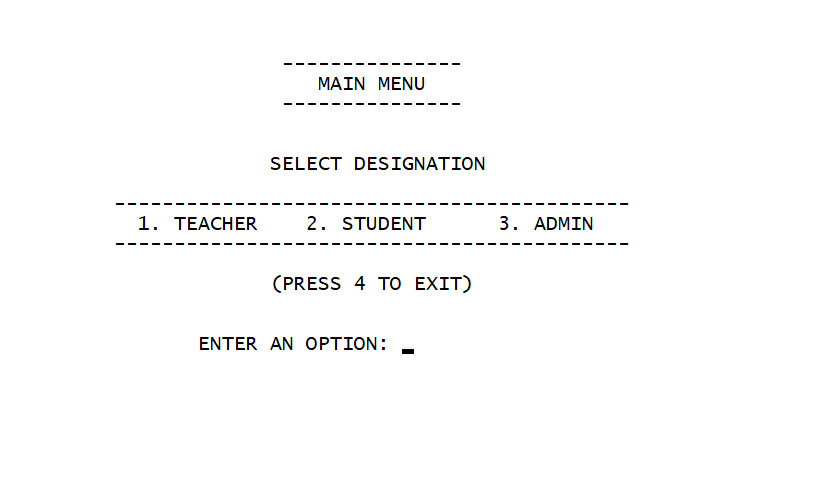 ---------------
MAIN MENU
---------------
SELECT DESIGNATION
-------------------------------------------
1. TEACHER    2. STUDENT      3. ADMIN
-------------------------------------------
(PRESS 4 TO EXIT)
ENTER AN OPTION: